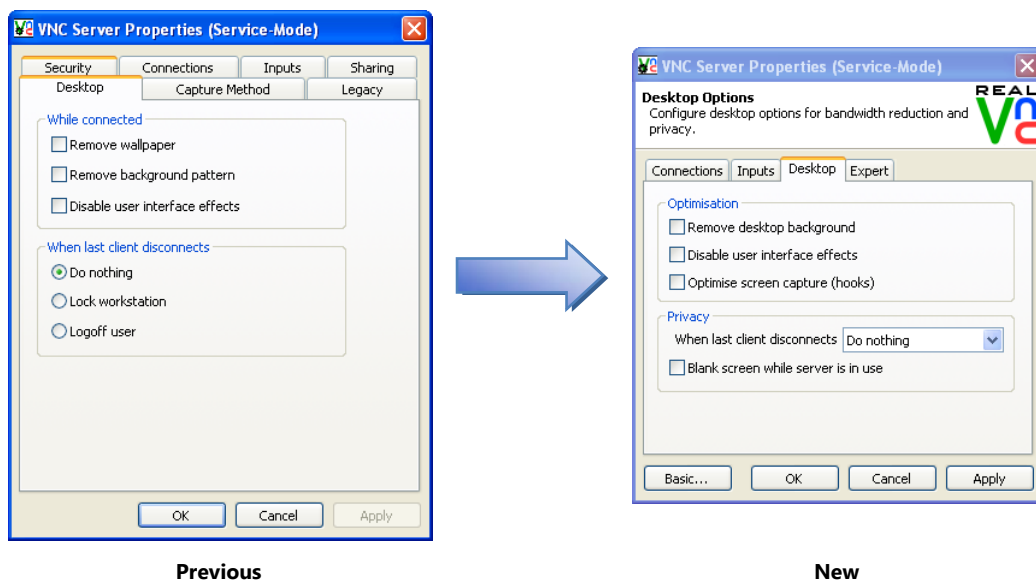 VNC Server Properties (Service-Mode)
Security Connections Inputs Sharing
Desktop Capture Method Legacy
While connected
Remove wallpaper
Remove background pattern
Disable user interface effects
When last client disconnects
Do nothing
Lock workstation
Logoff user
OK Cancel Apply
Previous
VNC Server Properties (Service-Mode)
Desktop Options
Configure desktop options for bandwidth reduction and
privacy.
REAL
Vnc
Connections Inputs Desktop Expert
Optimisation
Remove desktop background
Disable user interface effects
Optimise screen capture (hooks)
Privacy
When last client disconnects Do nothing
Blank screen while server is in use
Basic... OK Cancel Apply
New